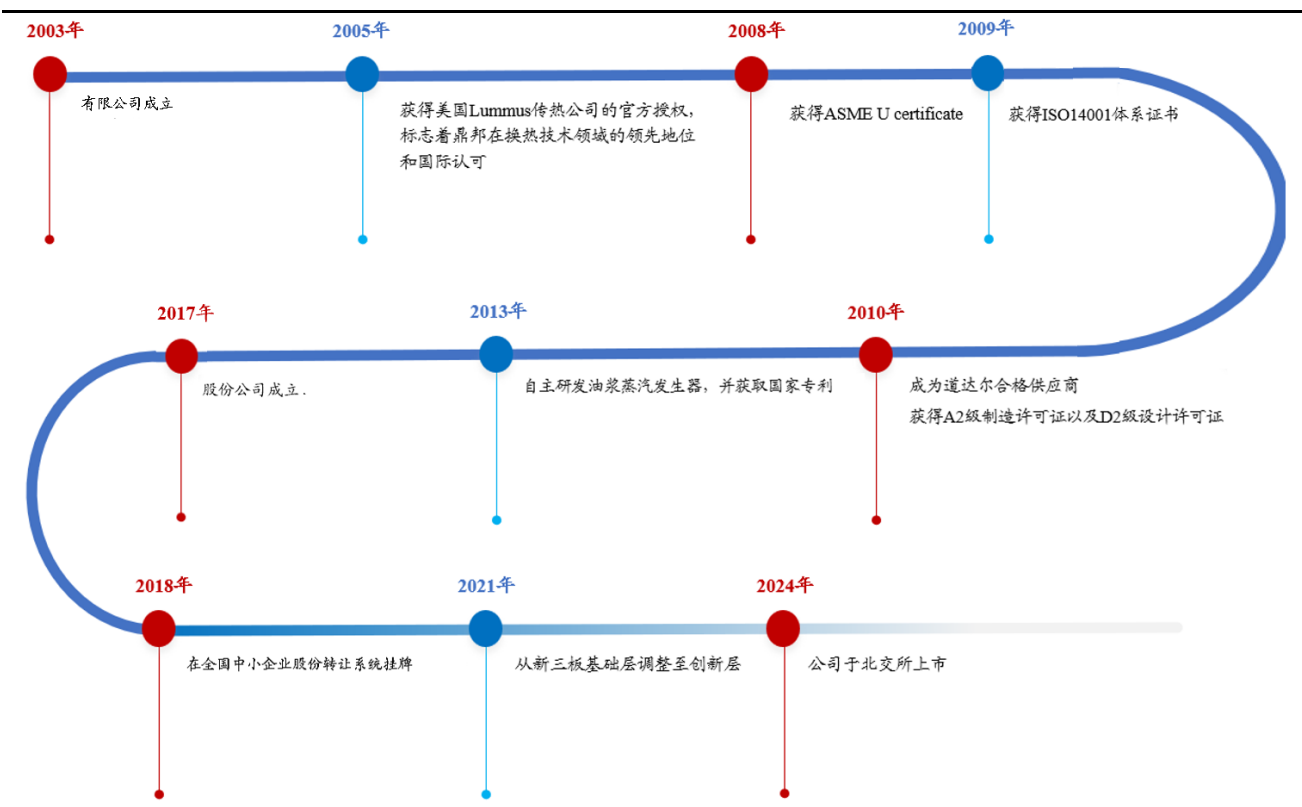 2003年
有限公司成立
2005年
获得美国Lummus传热公司的官方授权,
标志着鼎邦在换热技术领域的领先地位
和国际认可
2008年
获得ASME U certificate
2009年
获得ISO14001体系证书
2010年
成为道达尔合格供应商
获得A2级制造许可证以及D2级设计许可证
2013年
自主研发油浆蒸汽发生器，并获取国家专利
2017年
股份公司成立.
2018年
在全国中小企业股份转让系统挂牌
2021年
从新三板基础层调整至创新层
2024年
公司于北交所上市